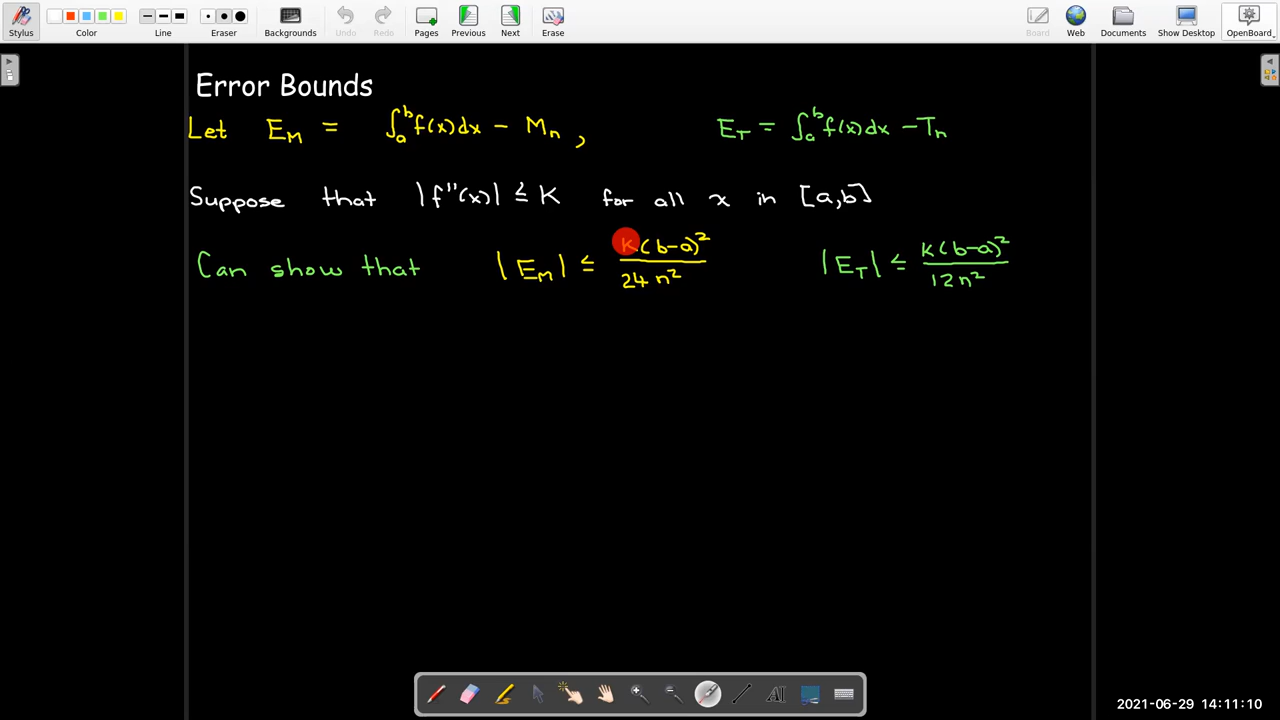 Stylus Color Line Eraser Backgrounds Undo Redo Pages Previous Next Erase Board Web Documents Show Desktop OpenBoard
Error Bounds
Let E_M = ∫_a^b f(x)dx - M_n , E_T = ∫_a^b f(x)dx - T_n
Suppose that |f''(x)| ≤ K for all x in [a,b]
Can show that |E_M| ≤ K(b-a)²/24n² |E_T| ≤ K(b-a)²/12n²
2021-06-29 14:11:10